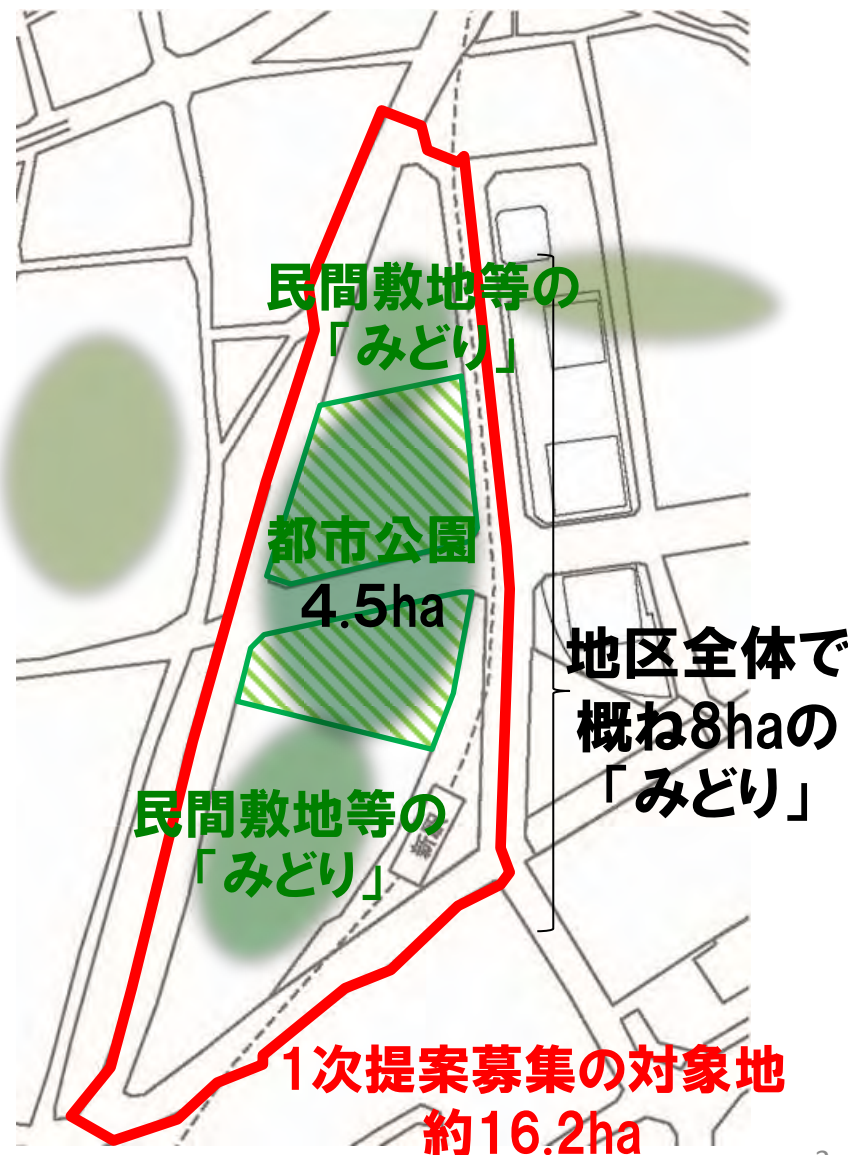 民間敷地等の
「みどり」
都市公園
4.5ha
地区全体で
概ね8haの
「みどり」
民間敷地等の
「みどり」
新駅
1次提案募集の対象地
約16.2ha